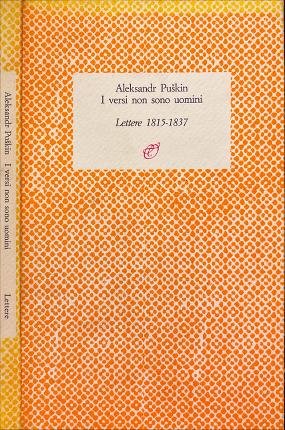 Aleksandr Puškin
I versi non sono uomini
Lettere 1815-1837
Aleksandr Puškin I versi non sono uomini Lettere